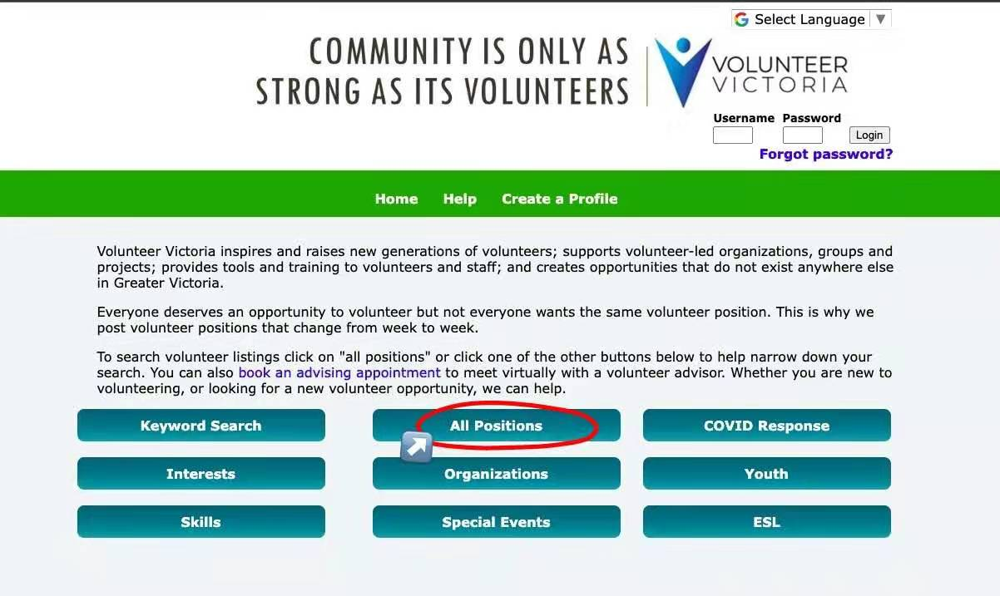 Select Language ▼
COMMUNITY IS ONLY AS
STRONG AS ITS VOLUNTEERS
VOLUNTEER
VICTORIA
Username Password
Login
Forgot password?
Home Help Create a Profile
Volunteer Victoria inspires and raises new generations of volunteers; supports volunteer-led organizations, groups and
projects; provides tools and training to volunteers and staff; and creates opportunities that do not exist anywhere else
in Greater Victoria.
Everyone deserves an opportunity to volunteer but not everyone wants the same volunteer position. This is why we
post volunteer positions that change from week to week.
To search volunteer listings click on "all positions" or click one of the other buttons below to help narrow down your
search. You can also book an advising appointment to meet virtually with a volunteer advisor. Whether you are new to
volunteering, or looking for a new volunteer opportunity, we can help.
Keyword Search All Positions COVID Response
Interests Organizations Youth
Skills Special Events ESL